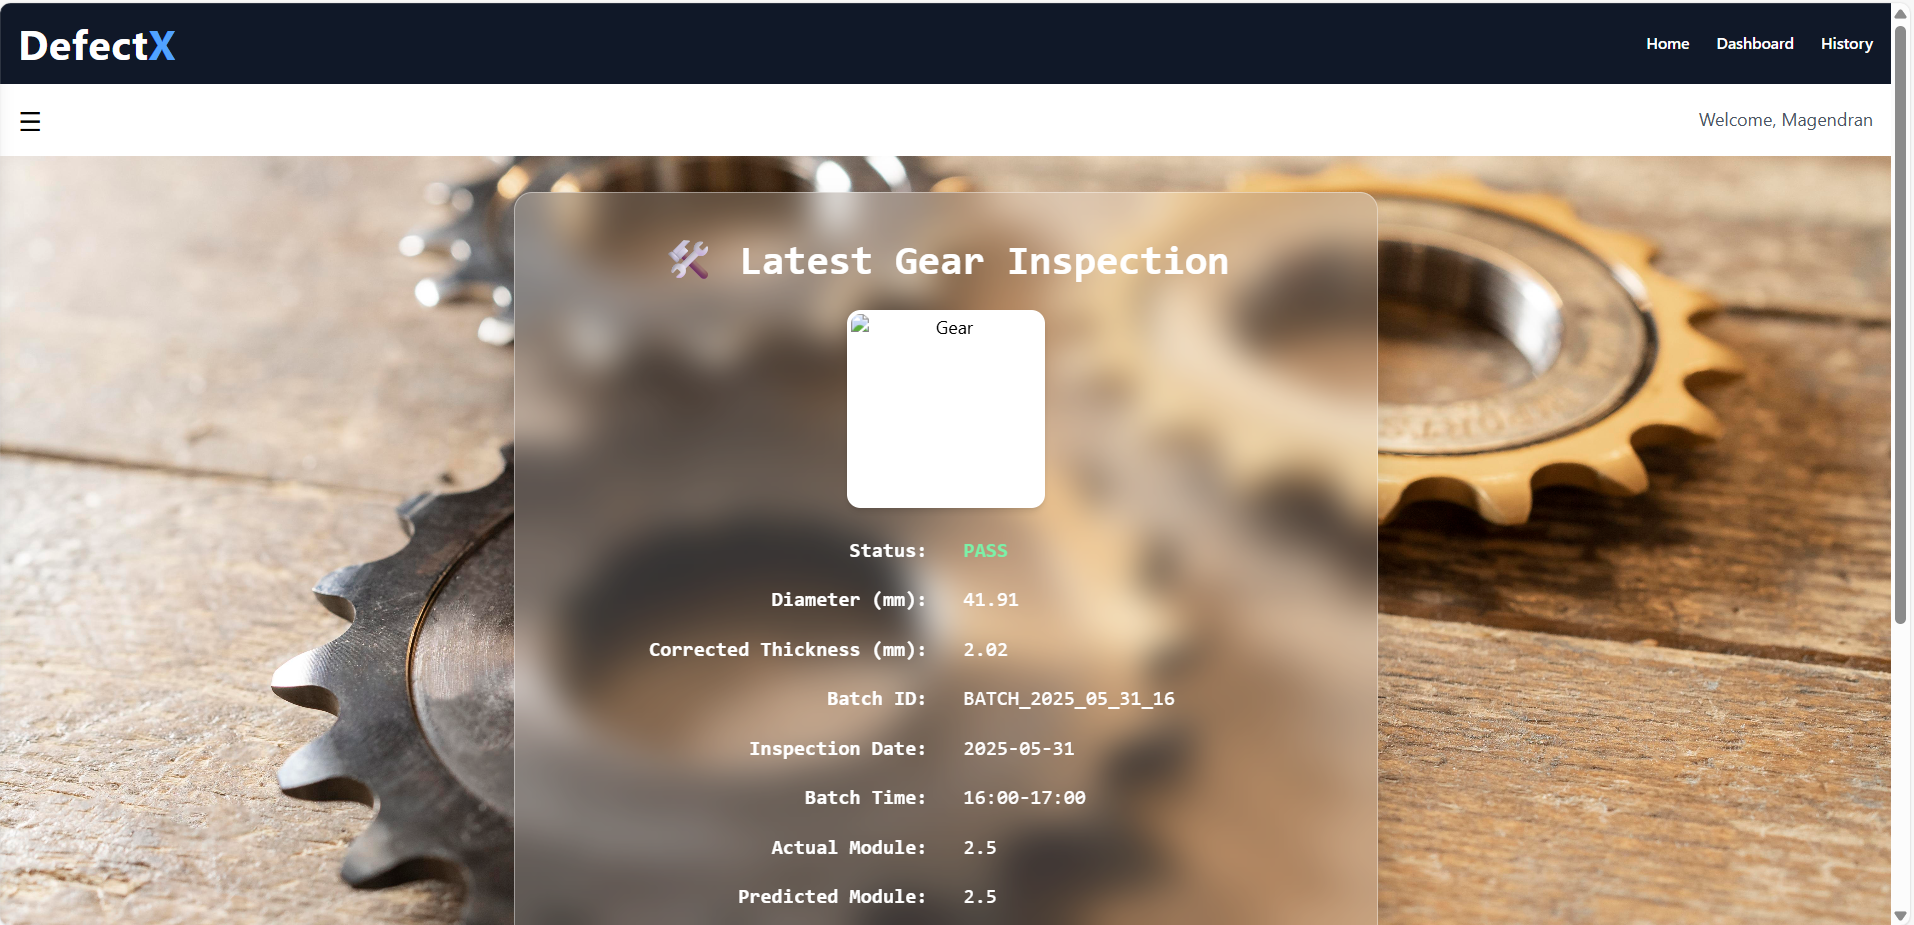 DefectX
Home Dashboard History
☰ Welcome, Magendran
🛠 Latest Gear Inspection
Gear
Status: PASS
Diameter (mm): 41.91
Corrected Thickness (mm): 2.02
Batch ID: BATCH_2025_05_31_16
Inspection Date: 2025-05-31
Batch Time: 16:00-17:00
Actual Module: 2.5
Predicted Module: 2.5